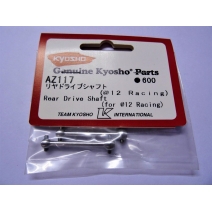 KYOSHO
Genuine Kyosho Parts
AZ117 ●600
リヤドライブシャフト
(@12 Racing)
Rear Drive Shaft
(for @12 Racing)
TEAM KYOSHO K INTERNATIONAL